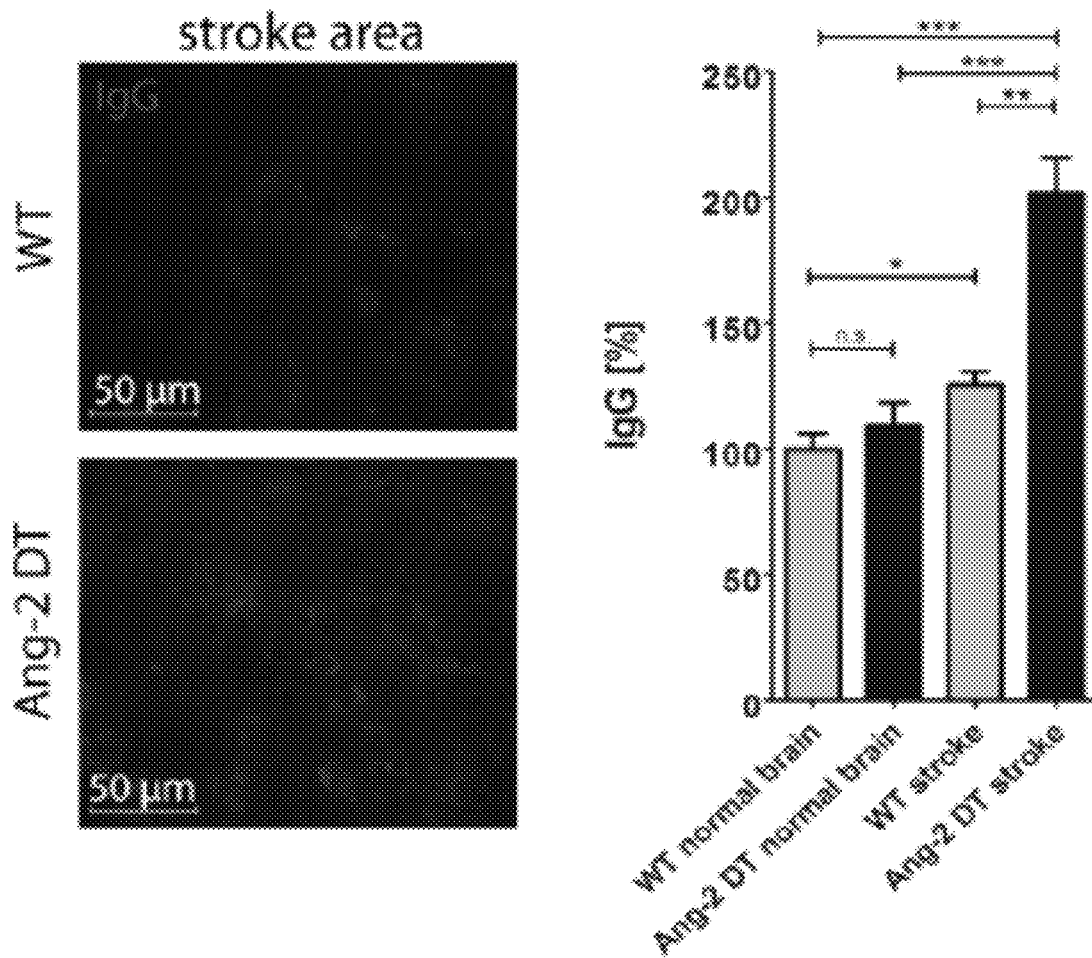 stroke area
IgG
WT
50 µm
Ang-2 DT
50 µm
***
***
**
*
n.s.
IgG [%]
250
200
150
100
50
0
WT normal brain
Ang-2 DT normal brain
WT stroke
Ang-2 DT stroke